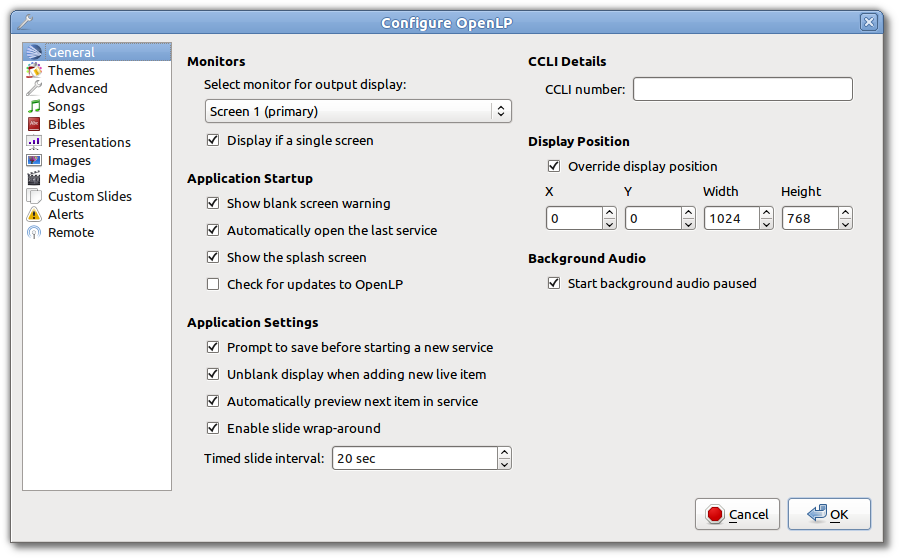 Configure OpenLP
General
Themes
Advanced
Songs
Bibles
Presentations
Images
Media
Custom Slides
Alerts
Remote
Monitors
Select monitor for output display:
Screen 1 (primary)
Display if a single screen
Application Startup
Show blank screen warning
Automatically open the last service
Show the splash screen
Check for updates to OpenLP
Application Settings
Prompt to save before starting a new service
Unblank display when adding new live item
Automatically preview next item in service
Enable slide wrap-around
Timed slide interval: 20 sec
CCLI Details
CCLI number:
Display Position
Override display position
X Y Width Height
0 0 1024 768
Background Audio
Start background audio paused
Cancel OK